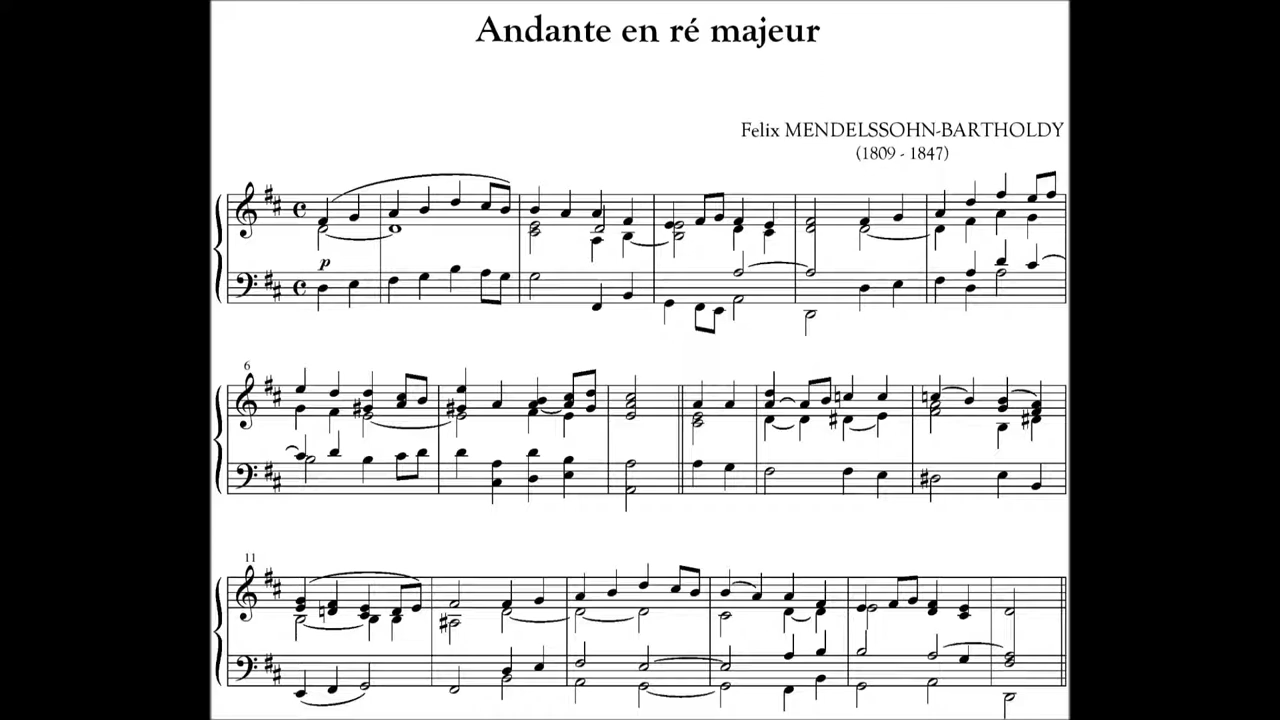 Andante en ré majeur
Felix MENDELSSOHN-BARTHOLDY
(1809 - 1847)
p
6
11